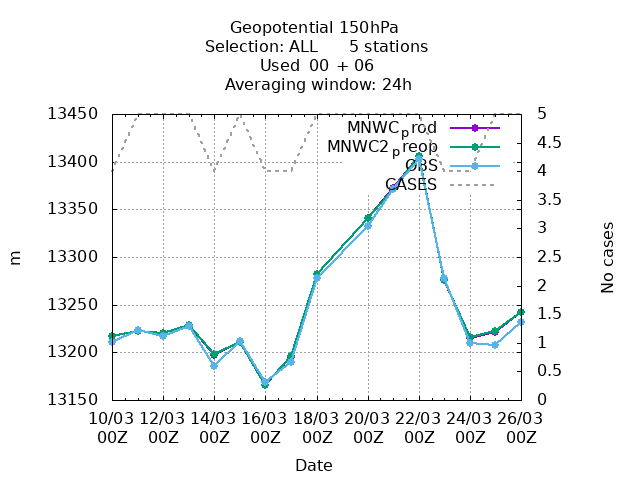 Geopotential 150hPa
Selection: ALL 5 stations
Used 00 + 06
Averaging window: 24h
13450
13400
13350
13300
13250
13200
13150
m
5
4.5
4
3.5
3
2.5
2
1.5
1
0.5
0
No cases
MNWCprod
MNWC2preop
OBS
CASES
10/03 12/03 14/03 16/03 18/03 20/03 22/03 24/03 26/03
00Z 00Z 00Z 00Z 00Z 00Z 00Z 00Z 00Z
Date